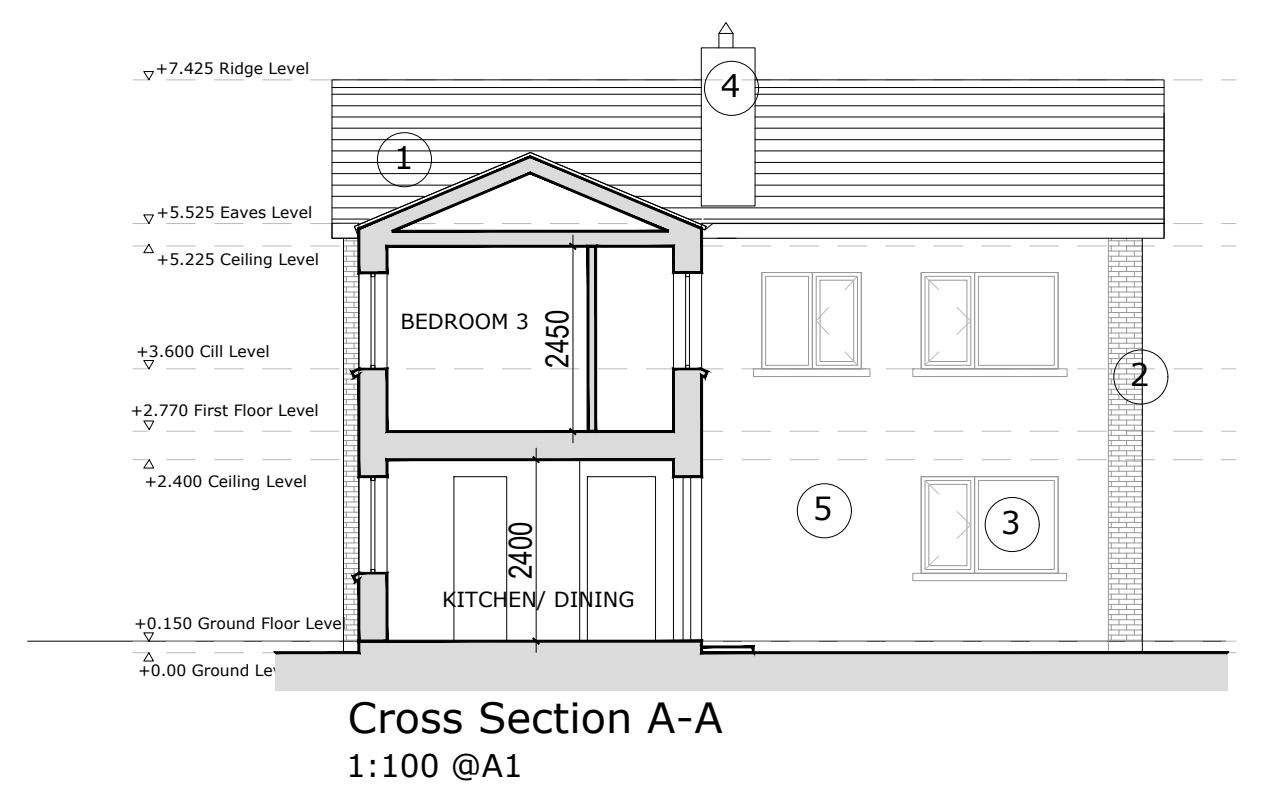 +7.425 Ridge Level
4
1
+5.525 Eaves Level
+5.225 Ceiling Level
BEDROOM 3
2450
+3.600 Cill Level
2
+2.770 First Floor Level
+2.400 Ceiling Level
5
3
2400
KITCHEN/ DINING
+0.150 Ground Floor Level
+0.00 Ground Le
Cross Section A-A
1:100 @A1